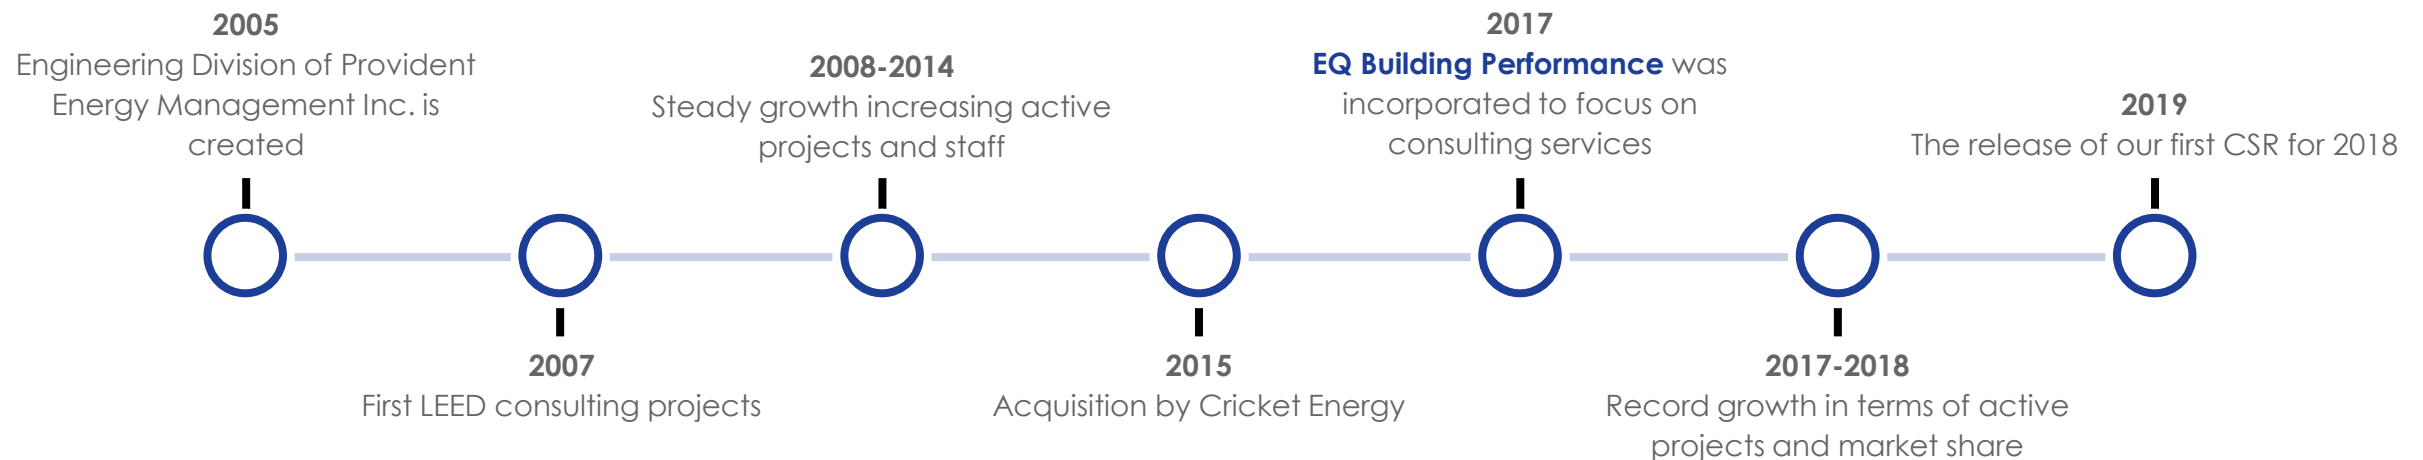 2005
Engineering Division of Provident
Energy Management Inc. is
created
2007
First LEED consulting projects
2008-2014
Steady growth increasing active
projects and staff
2015
Acquisition by Cricket Energy
2017
EQ Building Performance was
incorporated to focus on
consulting services
2017-2018
Record growth in terms of active
projects and market share
2019
The release of our first CSR for 2018